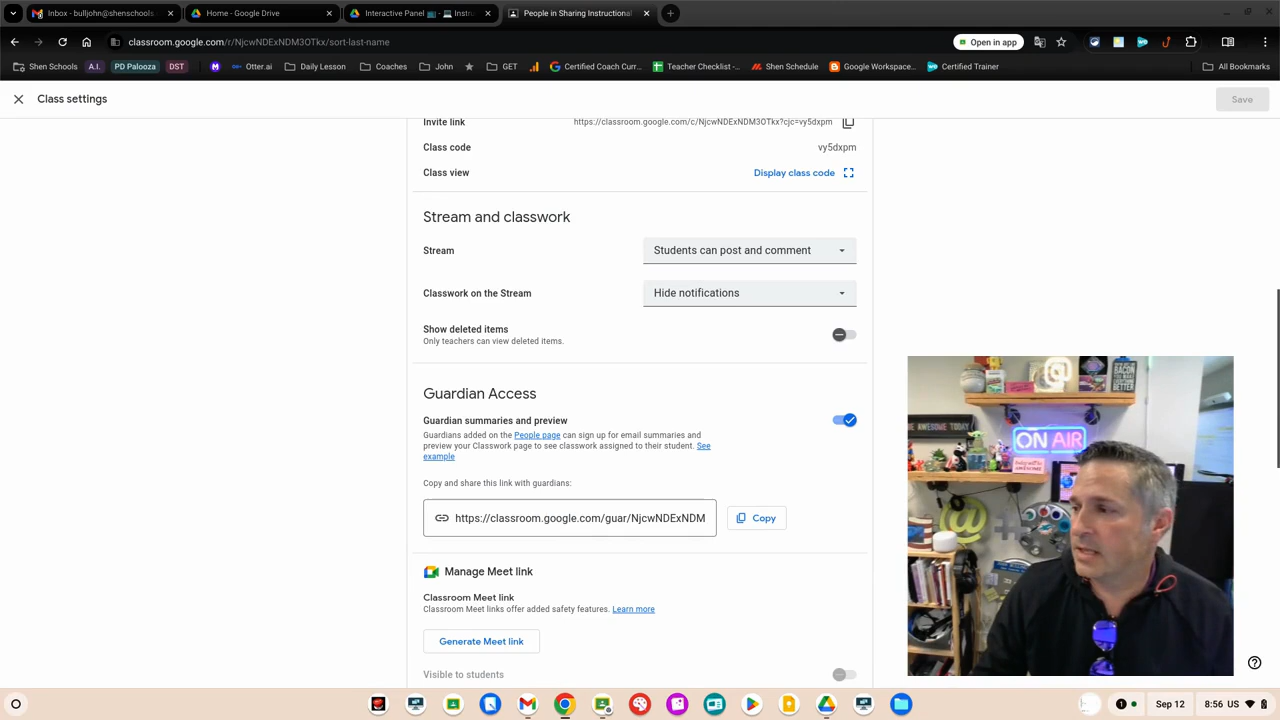 Inbox - bulljohn@shenschools.
Home - Google Drive
Interactive Panel
Instr
People in Sharing Instructional
classroom.google.com/r/NjcwNDExNDM3OTkx/sort-last-name
Open in app
Shen Schools
A.I.
PD Palooza
DST
Otter.ai
Daily Lesson
Coaches
John
GET
Certified Coach Curr...
Teacher Checklist -...
Shen Schedule
Google Workspace...
Certified Trainer
All Bookmarks
Class settings
Save
Invite link
https://classroom.google.com/c/NjcwNDExNDM3OTkx?cjc=vy5dxpm
Class code
vy5dxpm
Class view
Display class code
Stream and classwork
Stream
Students can post and comment
Classwork on the Stream
Hide notifications
Show deleted items
Only teachers can view deleted items.
Guardian Access
Guardian summaries and preview
Guardians added on the People page can sign up for email summaries and
preview your Classwork page to see classwork assigned to their student. See
example
Copy and share this link with guardians:
https://classroom.google.com/guar/NjcwNDExNDM
Copy
Manage Meet link
Classroom Meet link
Classroom Meet links offer added safety features. Learn more
Generate Meet link
Visible to students
BACON
ON AIR
Sep 12
8:56 US